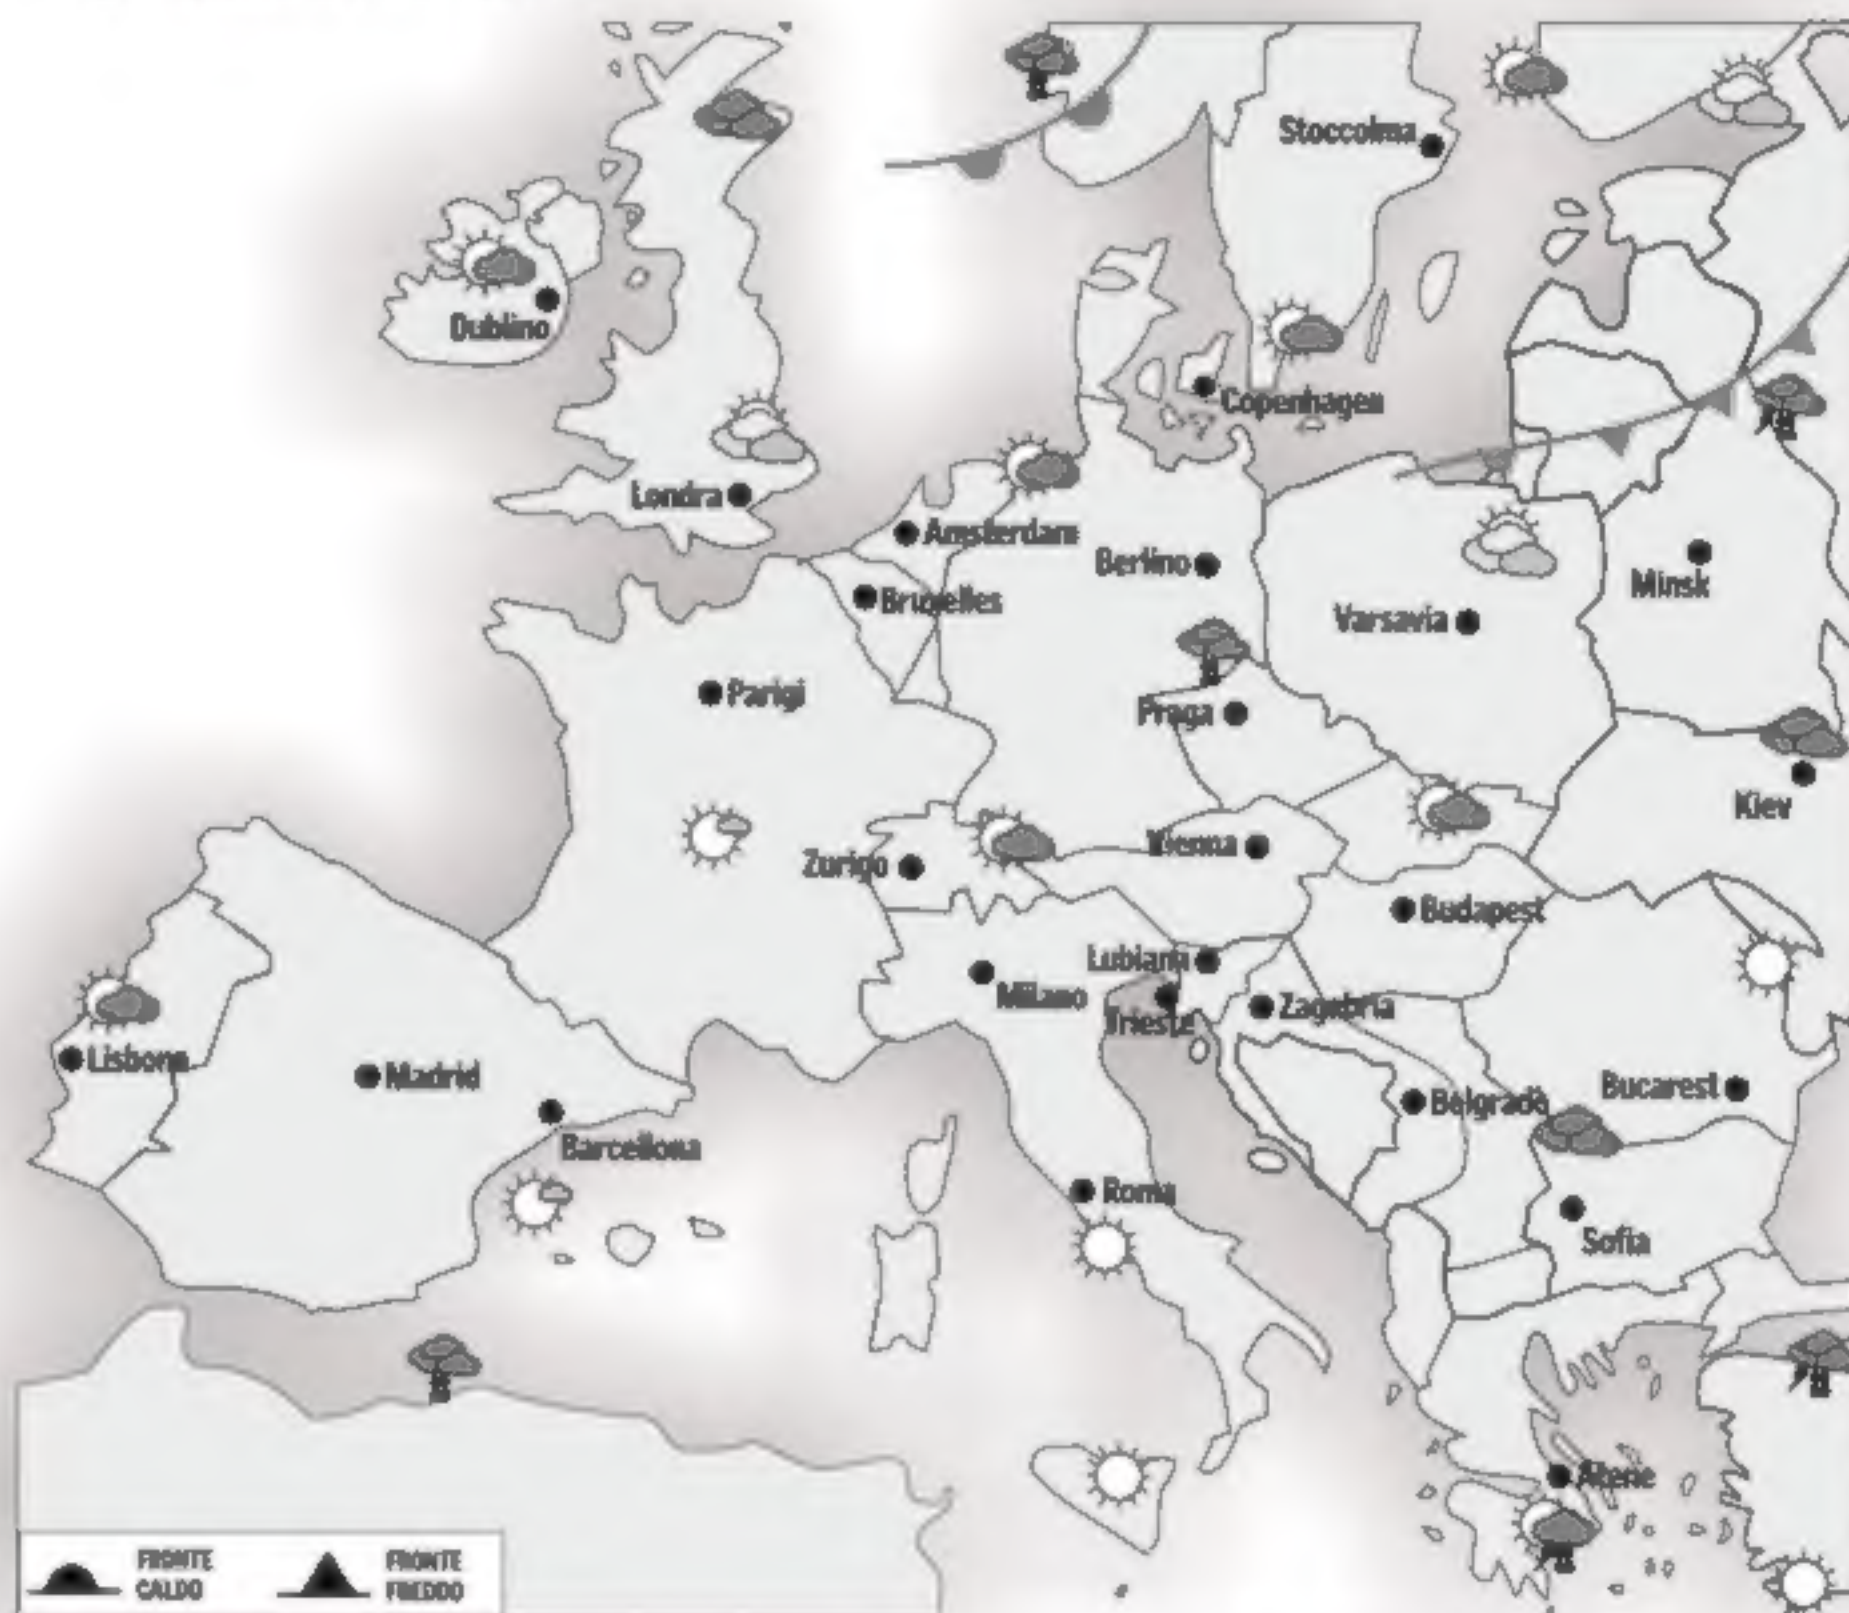 Stoccolma
Dublino
Copenhagen
Londra
Amsterdam
Berlino
Bruxelles
Minsk
Varsavia
Parigi
Praga
Kiev
Vienna
Zurigo
Budapest
Lubiana
Milano
Zagabria
Trieste
Lisbona
Madrid
Bucarest
Belgrado
Barcellona
Roma
Sofia
Atene
FRONTE
CALDO
FRONTE
FREDDO